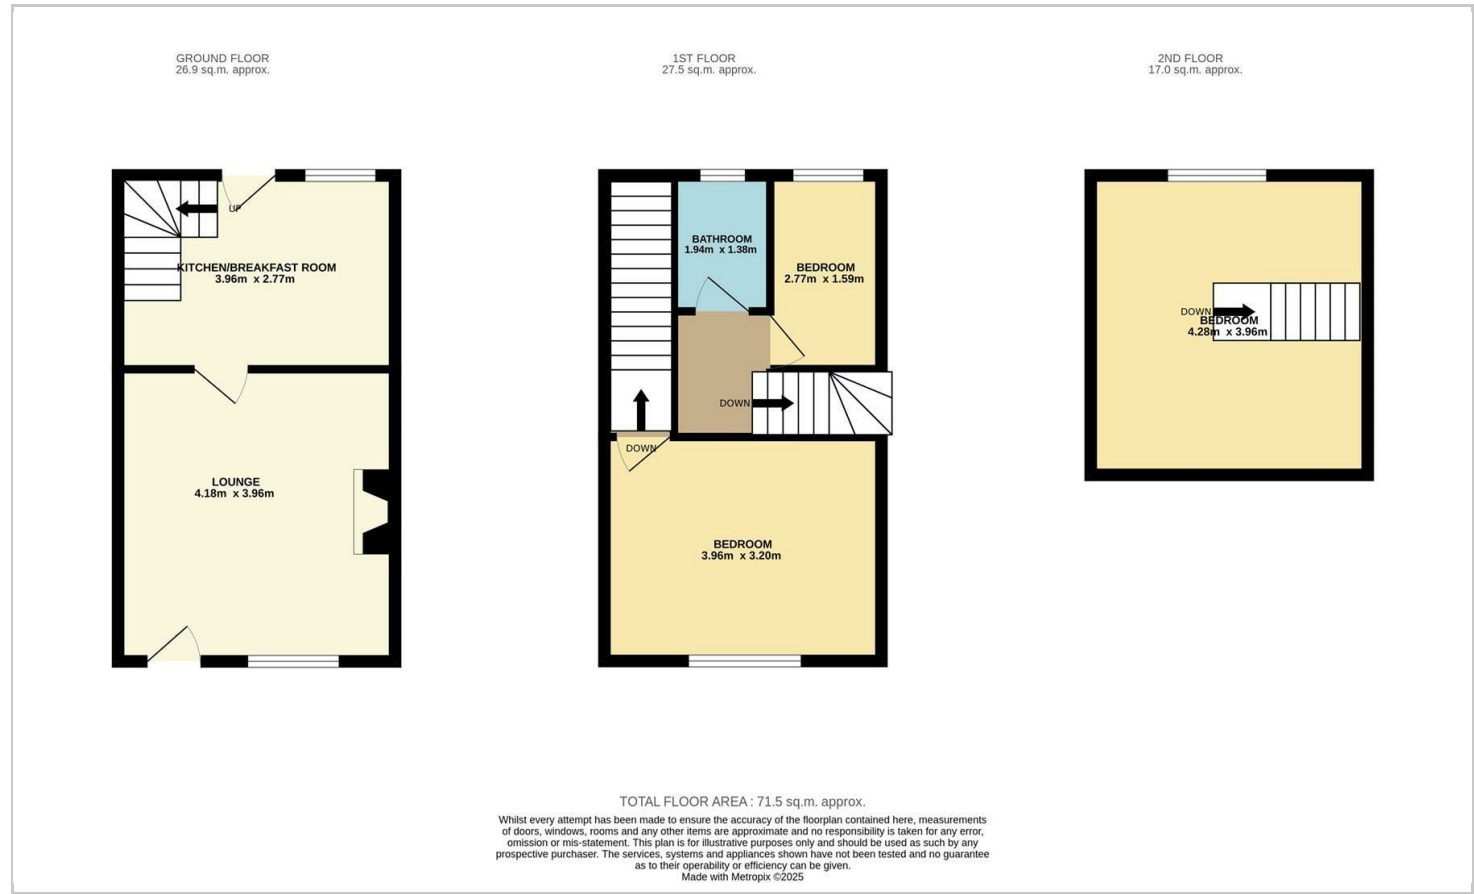 GROUND FLOOR
26.9 sq.m. approx.
1ST FLOOR
27.5 sq.m. approx.
2ND FLOOR
17.0 sq.m. approx.
UP
KITCHEN/BREAKFAST ROOM
3.96m x 2.77m
LOUNGE
4.18m x 3.96m
BATHROOM
1.94m x 1.38m
BEDROOM
2.77m x 1.59m
DOWN
DOWN
BEDROOM
3.96m x 3.20m
DOWN
BEDROOM
4.28m x 3.96m
TOTAL FLOOR AREA : 71.5 sq.m. approx.
Whilst every attempt has been made to ensure the accuracy of the floorplan contained here, measurements
of doors, windows, rooms and any other items are approximate and no responsibility is taken for any error,
omission or mis-statement. This plan is for illustrative purposes only and should be used as such by any
prospective purchaser. The services, systems and appliances shown have not been tested and no guarantee
as to their operability or efficiency can be given.
Made with Metropix ©2025